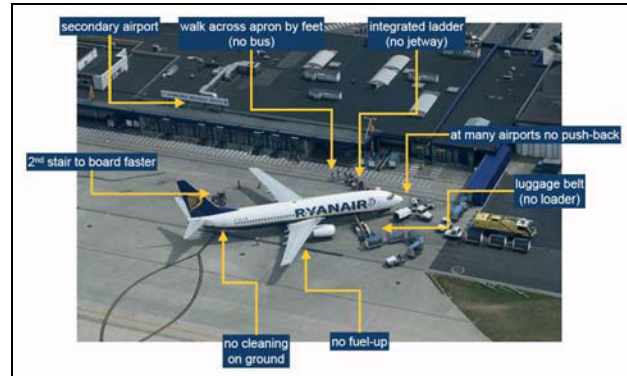 secondary airport
walk across apron by feet
(no bus)
integrated ladder
(no jetway)
at many airports no push-back
2nd stair to board faster
luggage belt
(no loader)
RYANAIR
no cleaning
on ground
no fuel-up